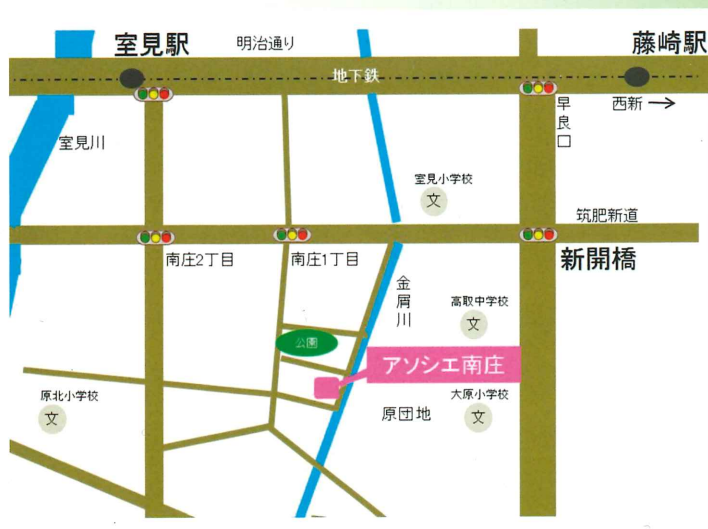 室見駅
明治通り
藤崎駅
地下鉄
早良口
西新→
室見川
室見小学校
文
筑肥新道
南庄2丁目
南庄1丁目
新開橋
金屑川
高取中学校
文
公園
アソシエ南庄
原北小学校
文
原団地
大原小学校
文